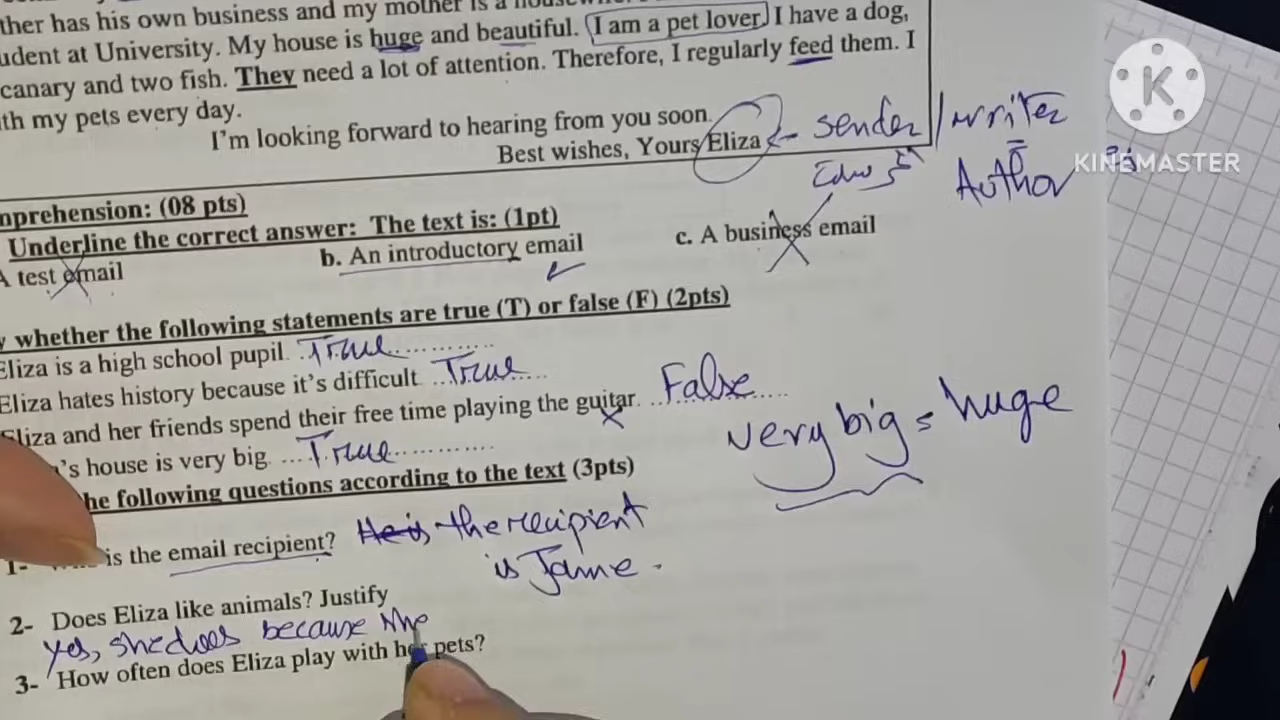 ther has his own business and my mother is a
udent at University. My house is huge and beautiful. I am a pet lover. I have a dog,
canary and two fish. They need a lot of attention. Therefore, I regularly feed them. I
th my pets every day.
I'm looking forward to hearing from you soon.
Best wishes, Yours Eliza ← sender / writer
Author
KINEMASTER
mprehension: (08 pts)
Underline the correct answer: The text is: (1pt)
A test email b. An introductory email c. A business email
y whether the following statements are true (T) or false (F) (2pts)
Eliza is a high school pupil. True
Eliza hates history because it's difficult True
Eliza and her friends spend their free time playing the guitar. False
's house is very big. True
very big = huge
he following questions according to the text (3pts)
1- is the email recipient? He is the recipient
is Jame.
2- Does Eliza like animals? Justify
yes, she does because she
3- How often does Eliza play with her pets?